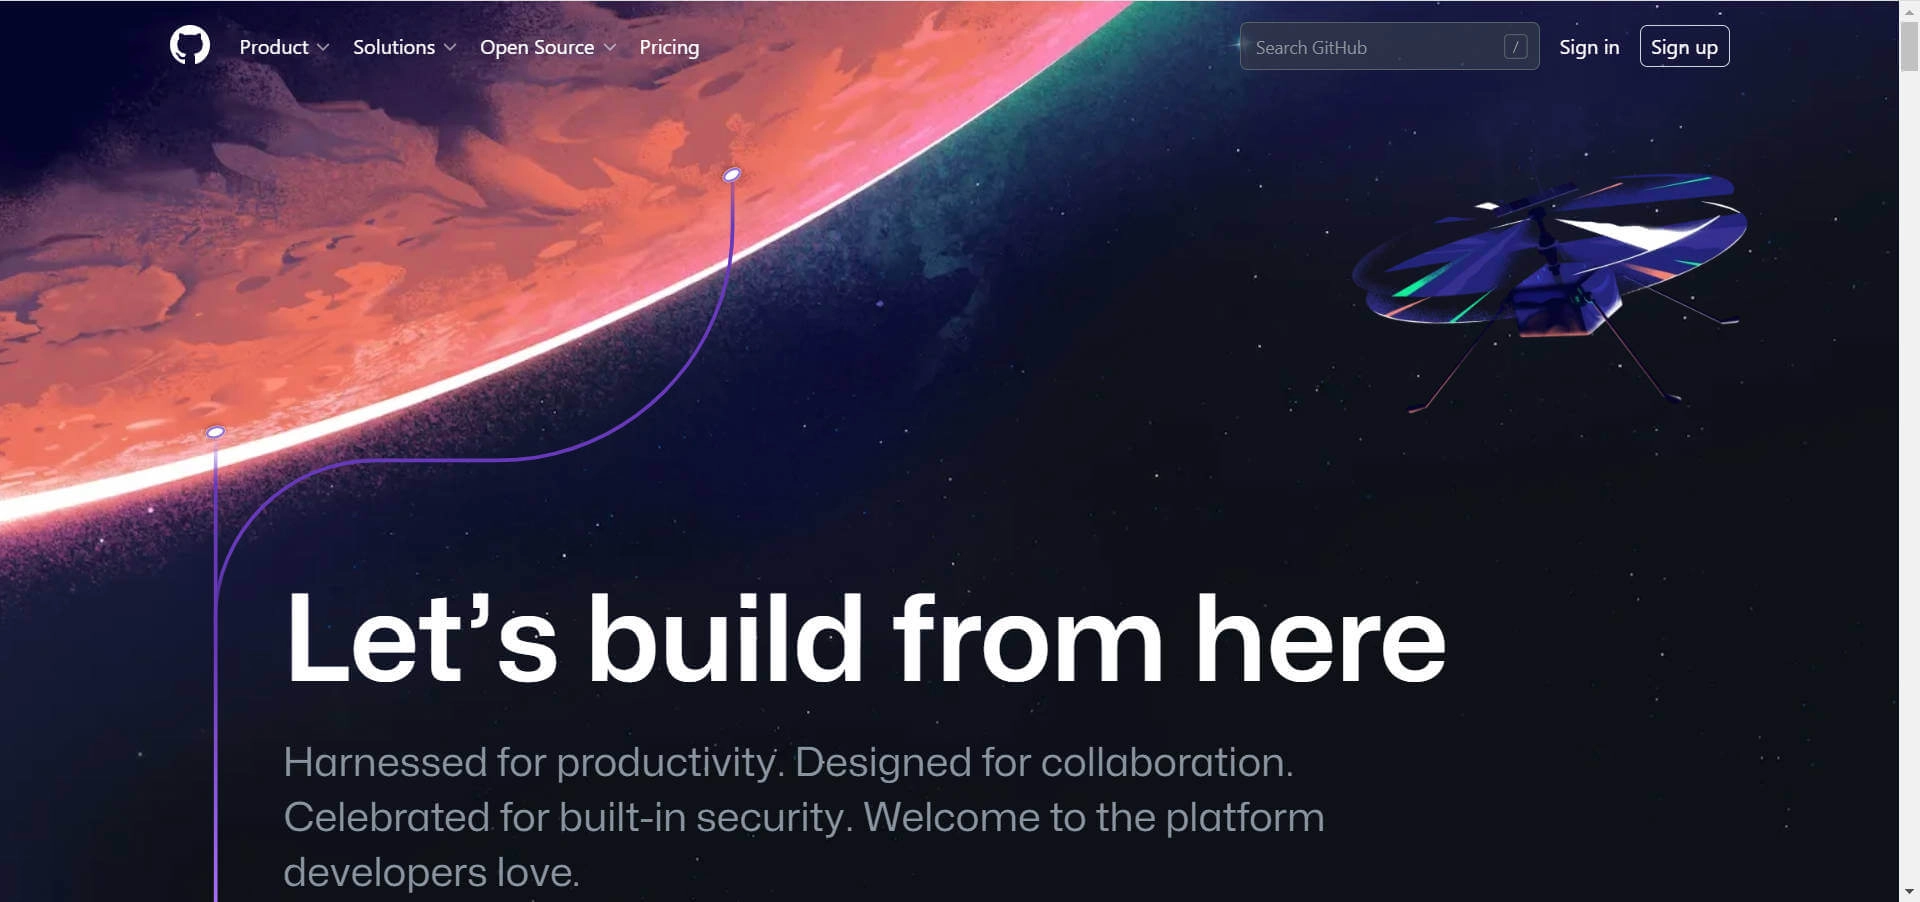 Product Solutions Open Source Pricing Search GitHub / Sign in Sign up
Let’s build from here
Harnessed for productivity. Designed for collaboration.
Celebrated for built-in security. Welcome to the platform
developers love.